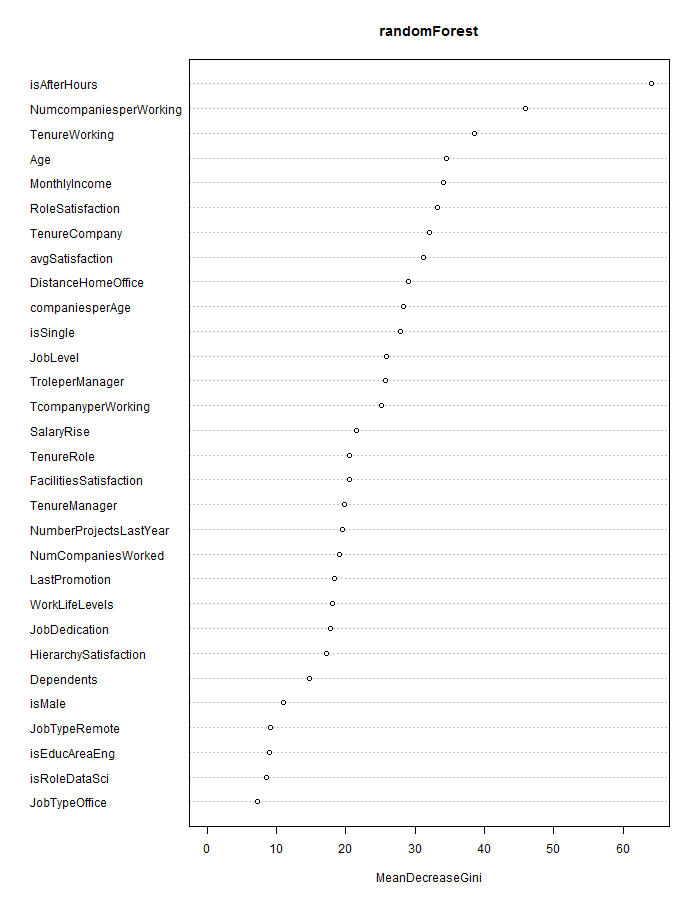 randomForest
isAfterHours
NumcompaniesperWorking
TenureWorking
Age
MonthlyIncome
RoleSatisfaction
TenureCompany
avgSatisfaction
DistanceHomeOffice
companiesperAge
isSingle
JobLevel
TroleperManager
TcompanyperWorking
SalaryRise
TenureRole
FacilitiesSatisfaction
TenureManager
NumberProjectsLastYear
NumCompaniesWorked
LastPromotion
WorkLifeLevels
JobDedication
HierarchySatisfaction
Dependents
isMale
JobTypeRemote
isEducAreaEng
isRoleDataSci
JobTypeOffice
0 10 20 30 40 50 60
MeanDecreaseGini